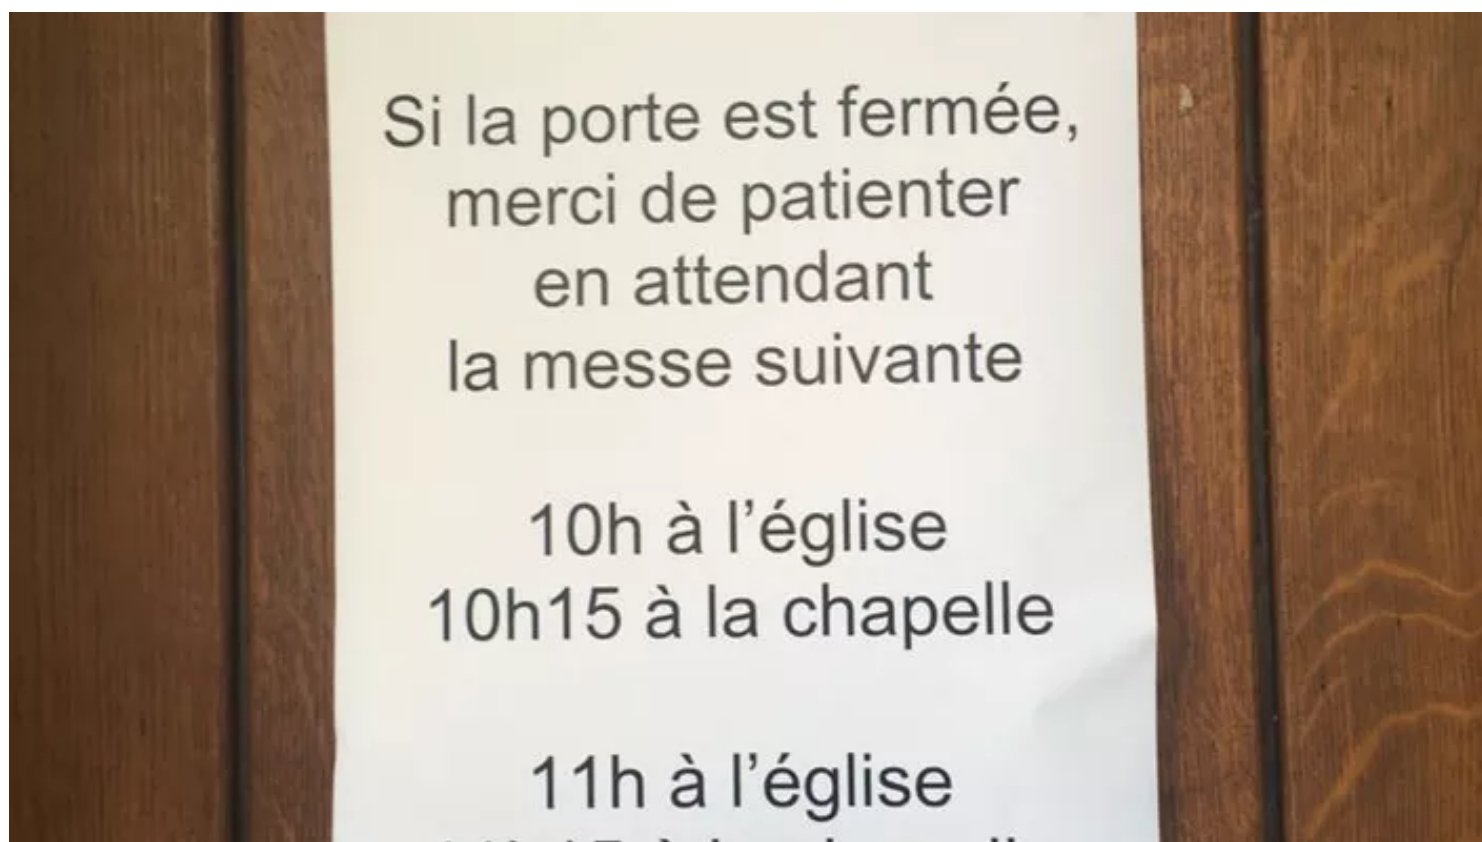 Si la porte est fermée,
merci de patienter
en attendant
la messe suivante
10h à l'église
10h15 à la chapelle
11h à l'église